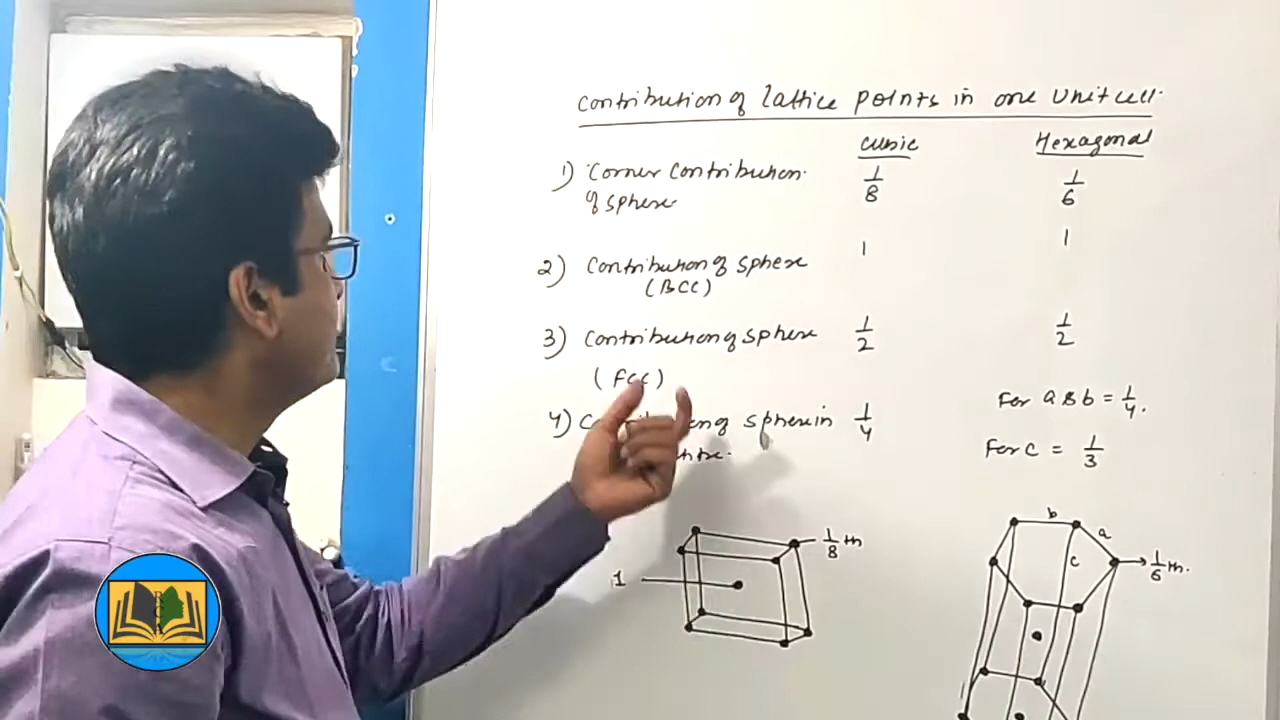 Contribution of lattice points in one unit cell.
Cubic Hexagonal
1) Corner contribution 1/8 1/6
of sphere
2) Contribution of sphere 1 1
(BCC)
3) Contribution of sphere 1/2 1/2
(FCC)
4) sphere in 1/4
For a & b = 1/4.
For c = 1/3
1/8 th
1
b
a
c
1/6 th.